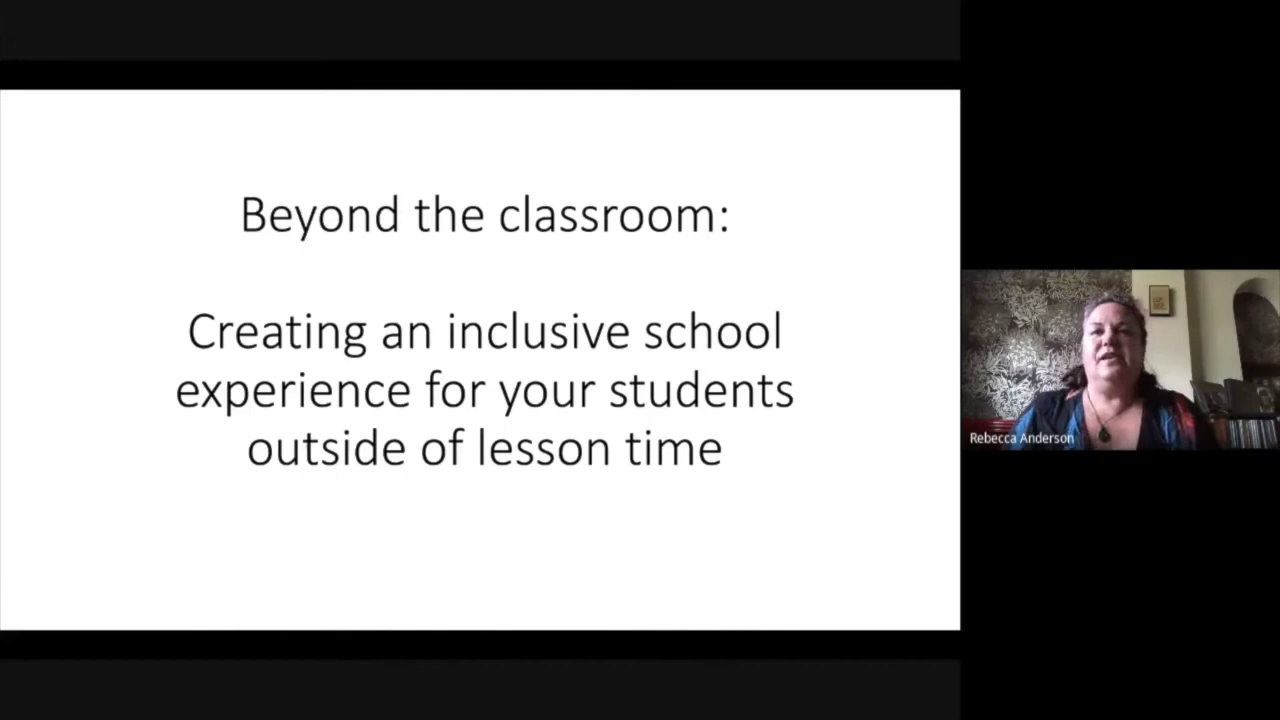 Beyond the classroom:
Creating an inclusive school
experience for your students
outside of lesson time
Rebecca Anderson